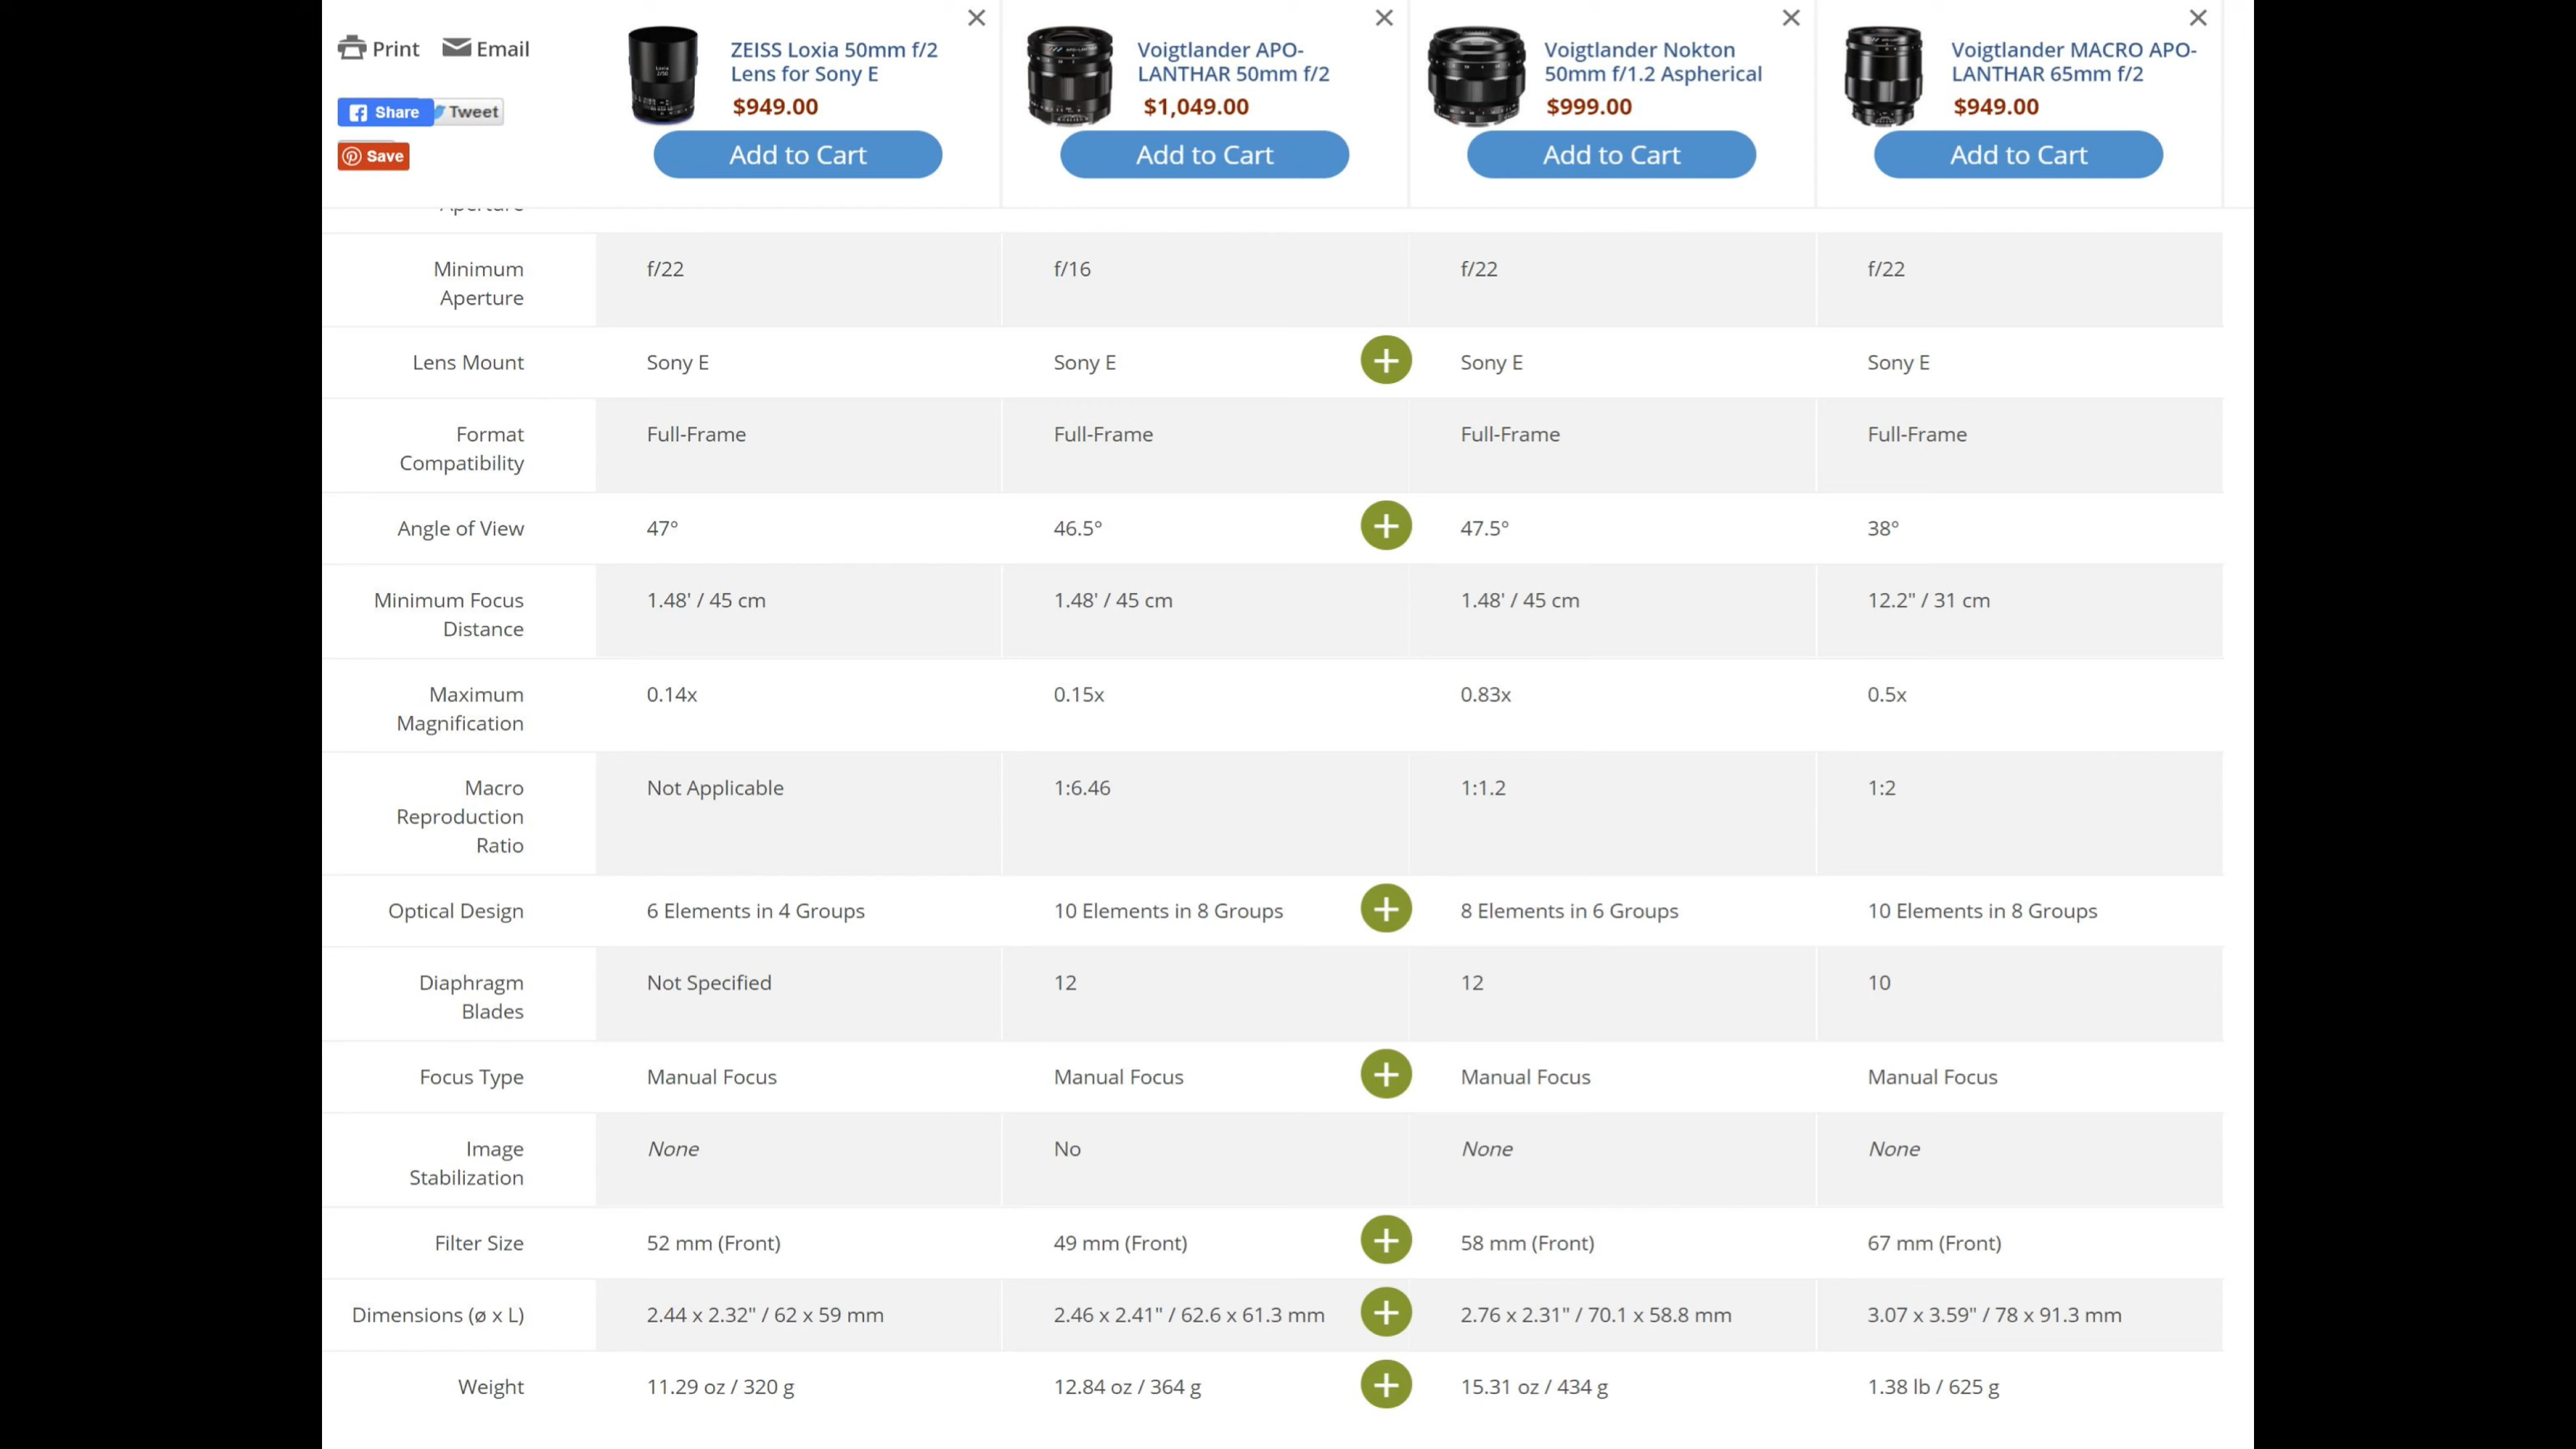 Print Email
Share Tweet
Save
ZEISS Loxia 50mm f/2
Lens for Sony E
$949.00
Add to Cart
Voigtlander APO-
LANTHAR 50mm f/2
$1,049.00
Add to Cart
Voigtlander Nokton
50mm f/1.2 Aspherical
$999.00
Add to Cart
Voigtlander MACRO APO-
LANTHAR 65mm f/2
$949.00
Add to Cart
Aperture
Minimum
Aperture
f/22 f/16 f/22 f/22
Lens Mount Sony E Sony E Sony E Sony E
Format
Compatibility
Full-Frame Full-Frame Full-Frame Full-Frame
Angle of View 47° 46.5° 47.5° 38°
Minimum Focus
Distance
1.48' / 45 cm 1.48' / 45 cm 1.48' / 45 cm 12.2" / 31 cm
Maximum
Magnification
0.14x 0.15x 0.83x 0.5x
Macro
Reproduction
Ratio
Not Applicable 1:6.46 1:1.2 1:2
Optical Design 6 Elements in 4 Groups 10 Elements in 8 Groups 8 Elements in 6 Groups 10 Elements in 8 Groups
Diaphragm
Blades
Not Specified 12 12 10
Focus Type Manual Focus Manual Focus Manual Focus Manual Focus
Image
Stabilization
None No None None
Filter Size 52 mm (Front) 49 mm (Front) 58 mm (Front) 67 mm (Front)
Dimensions (ø x L) 2.44 x 2.32" / 62 x 59 mm 2.46 x 2.41" / 62.6 x 61.3 mm 2.76 x 2.31" / 70.1 x 58.8 mm 3.07 x 3.59" / 78 x 91.3 mm
Weight 11.29 oz / 320 g 12.84 oz / 364 g 15.31 oz / 434 g 1.38 lb / 625 g